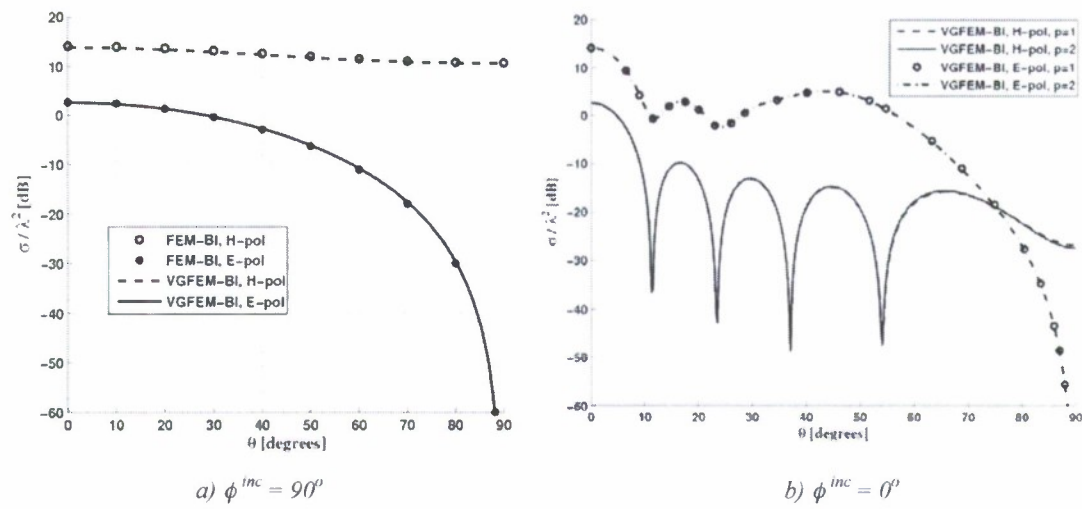 20
10
0
-10
-20
-30
-40
-50
-60
σ / λ² [dB]
FEM-BI, H-pol
FEM-BI, E-pol
VGFEM-BI, H-pol
VGFEM-BI, E-pol
0 10 20 30 40 50 60 70 80 90
θ [degrees]
a) ϕ^inc = 90°
20
10
0
-10
-20
-30
-40
-50
-60
σ / λ² [dB]
VGFEM-BI, H-pol, p=1
VGFEM-BI, H-pol, p=2
VGFEM-BI, E-pol, p=1
VGFEM-BI, E-pol, p=2
0 10 20 30 40 50 60 70 80 90
θ [degrees]
b) ϕ^inc = 0°